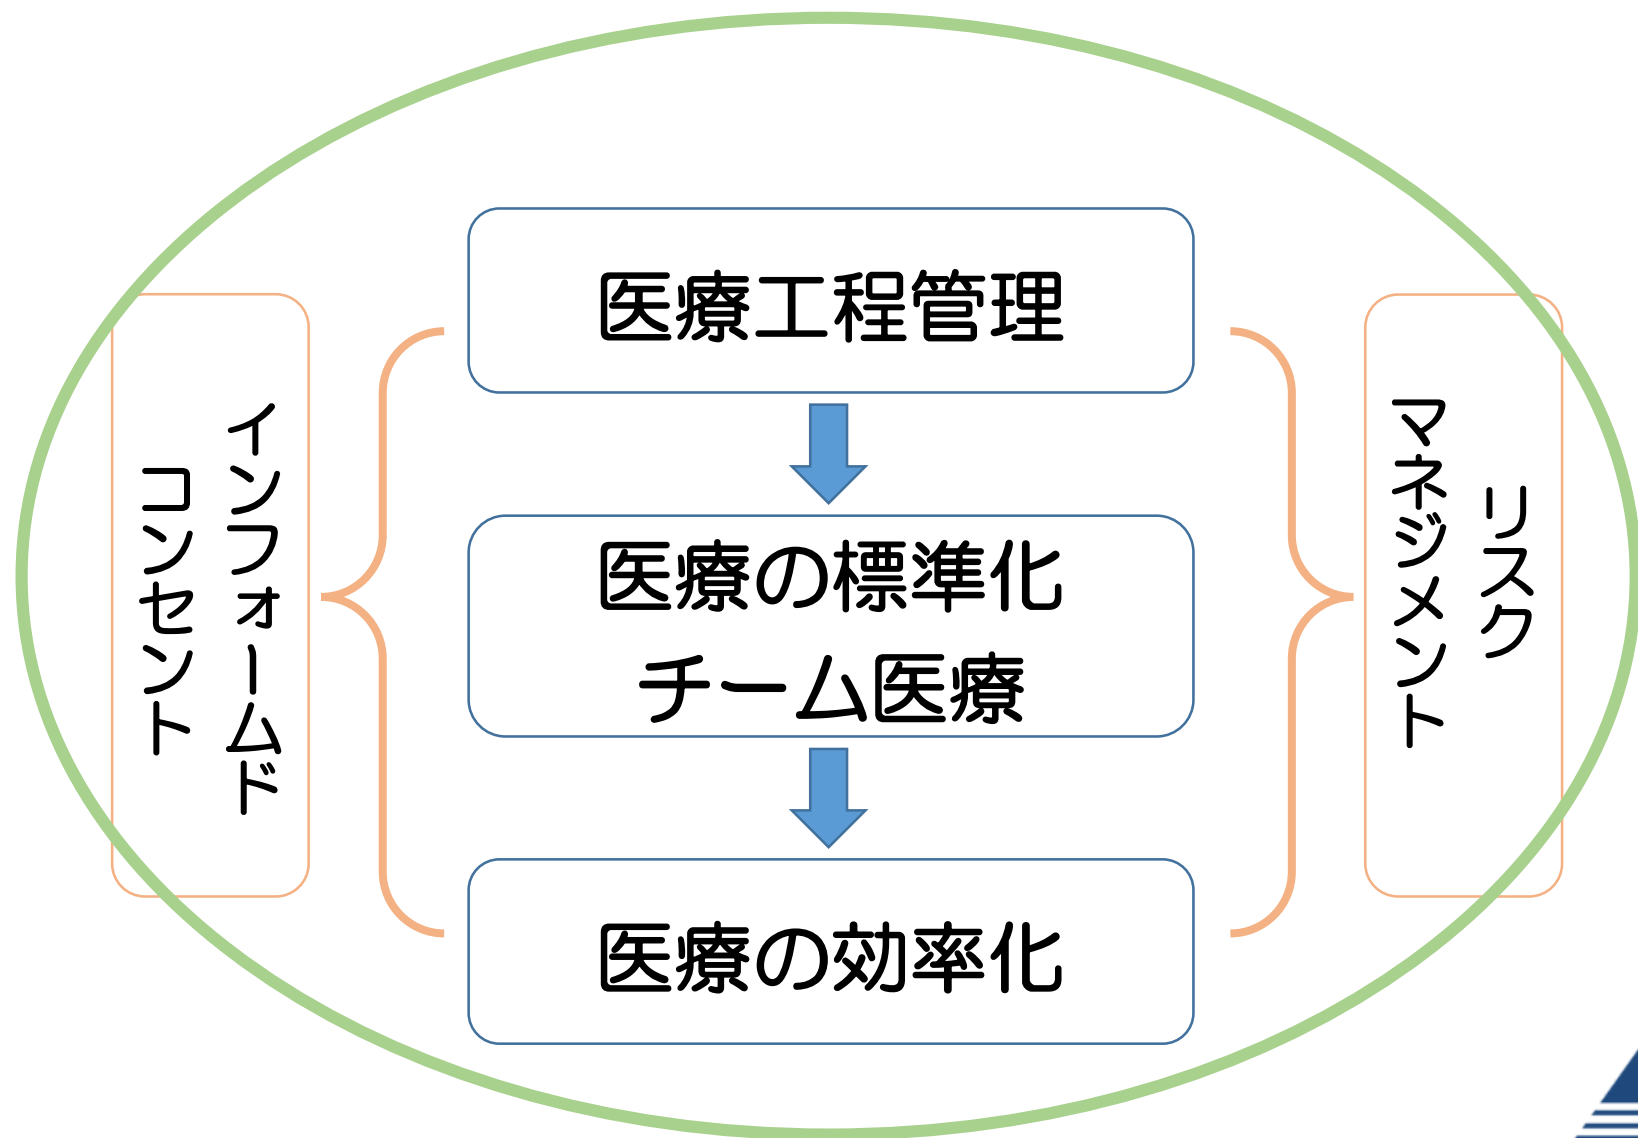 医療工程管理
医療の標準化
チーム医療
医療の効率化
インフォームド
コンセント
リスク
マネジメント